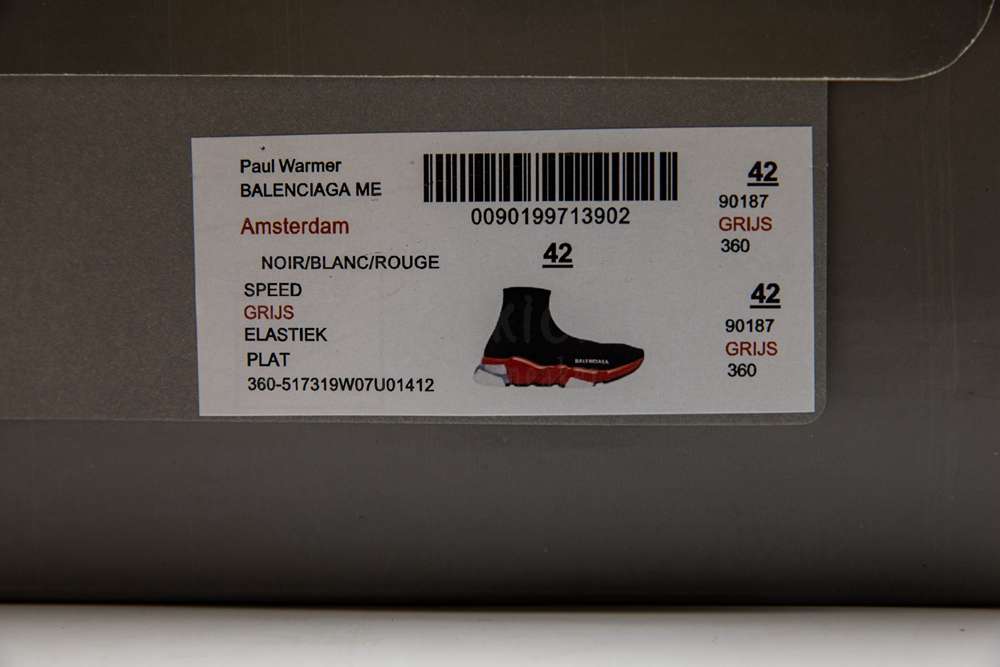 Paul Warmer
BALENCIAGA ME
Amsterdam
NOIR/BLANC/ROUGE
SPEED
GRIJS
ELASTIEK
PLAT
360-517319W07U01412
0090199713902
42
BALENCIAGA
42
90187
GRIJS
360
42
90187
GRIJS
360